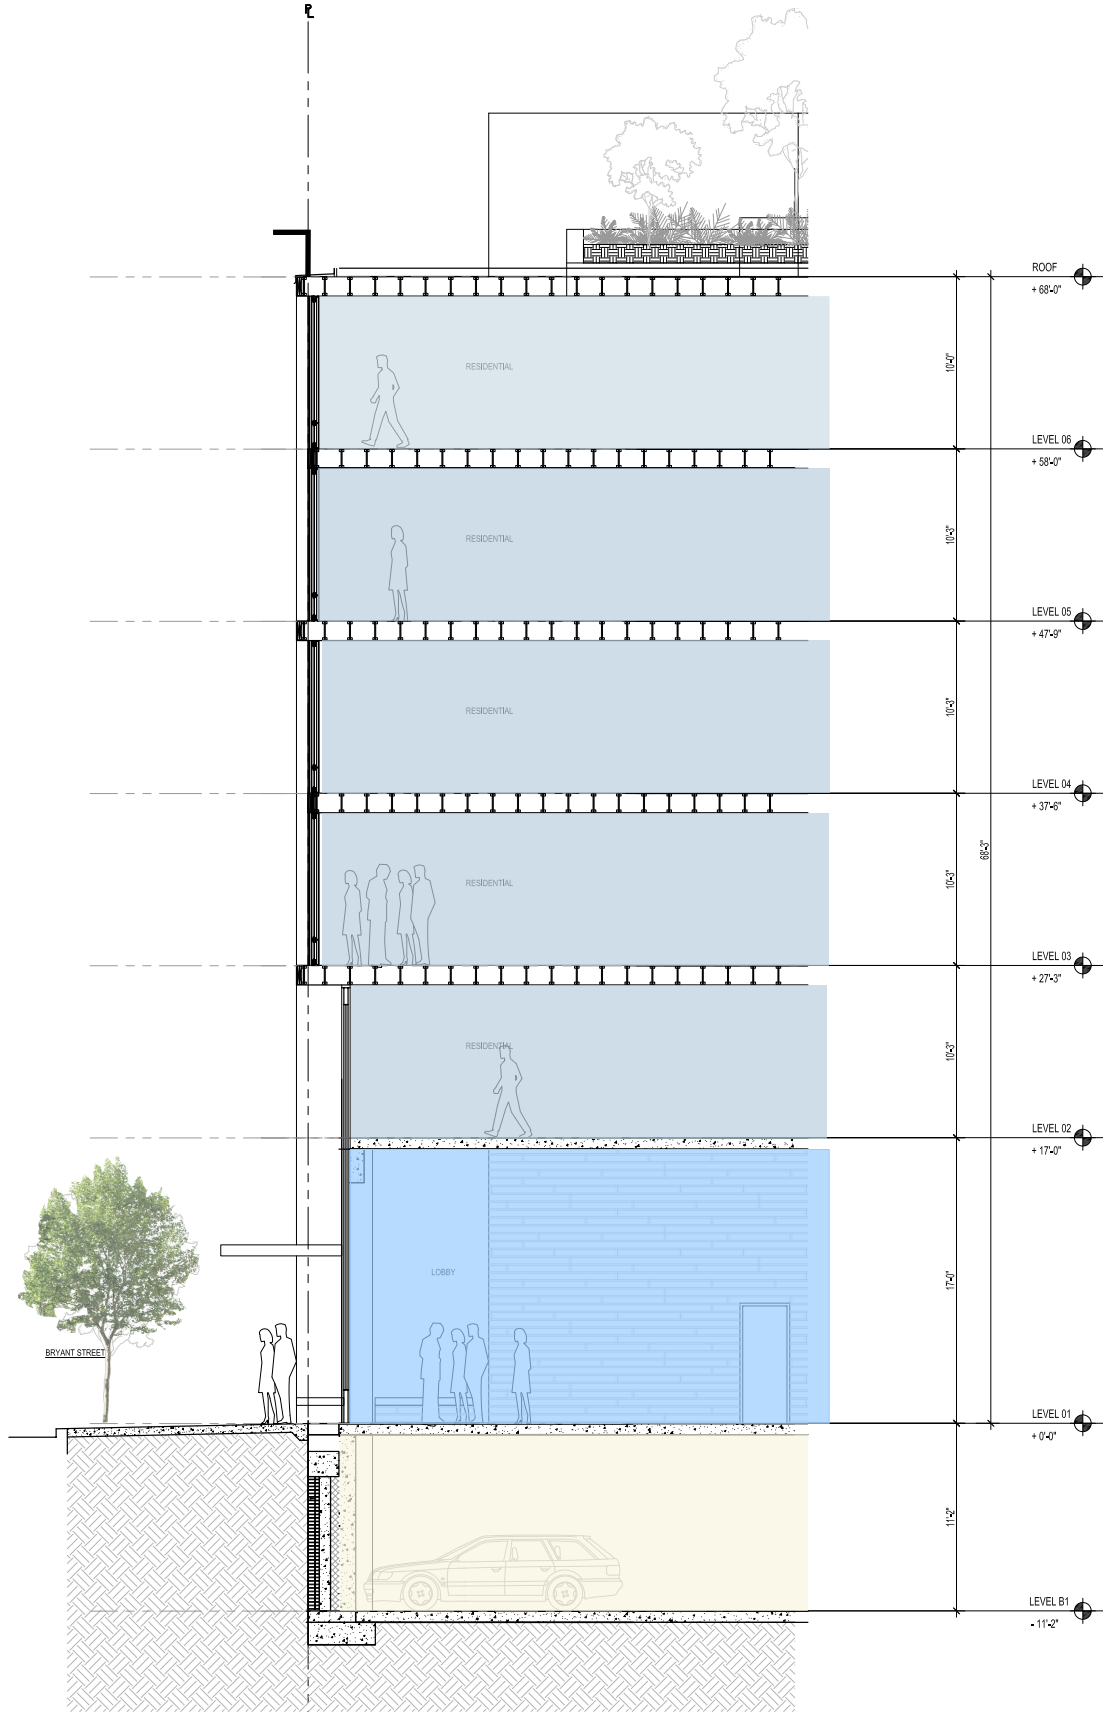 PL
ROOF
+ 68'-0"
10'-0"
RESIDENTIAL
LEVEL 06
+ 58'-0"
10'-3"
RESIDENTIAL
LEVEL 05
+ 47'-9"
10'-3"
RESIDENTIAL
LEVEL 04
+ 37'-6"
68'-3"
10'-3"
RESIDENTIAL
LEVEL 03
+ 27'-3"
10'-3"
RESIDENTIAL
LEVEL 02
+ 17'-0"
17'-0"
LOBBY
BRYANT STREET
LEVEL 01
+ 0'-0"
11'-2"
LEVEL B1
- 11'-2"